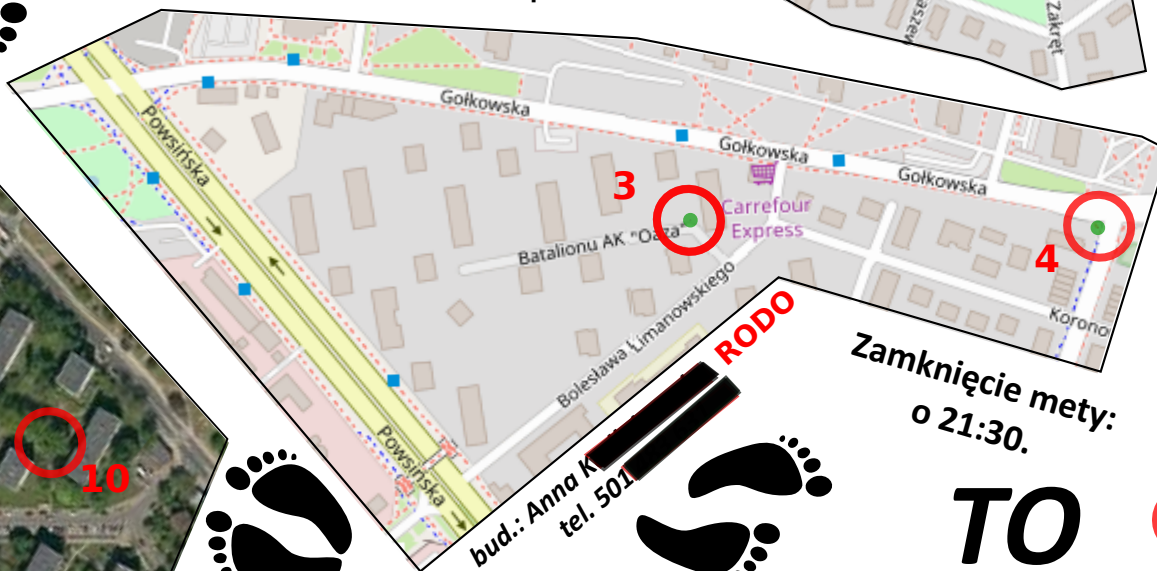 Zakręt
Gołkowska
Gołkowska
Gołkowska
Powsińska
3
Carrefour
Express
Batalionu AK "Oaza"
4
Korono
Bolesława Limanowskiego
RODO
Zamknięcie mety:
o 21:30.
10
Powsińska
bud.: Anna K
tel. 501
TO